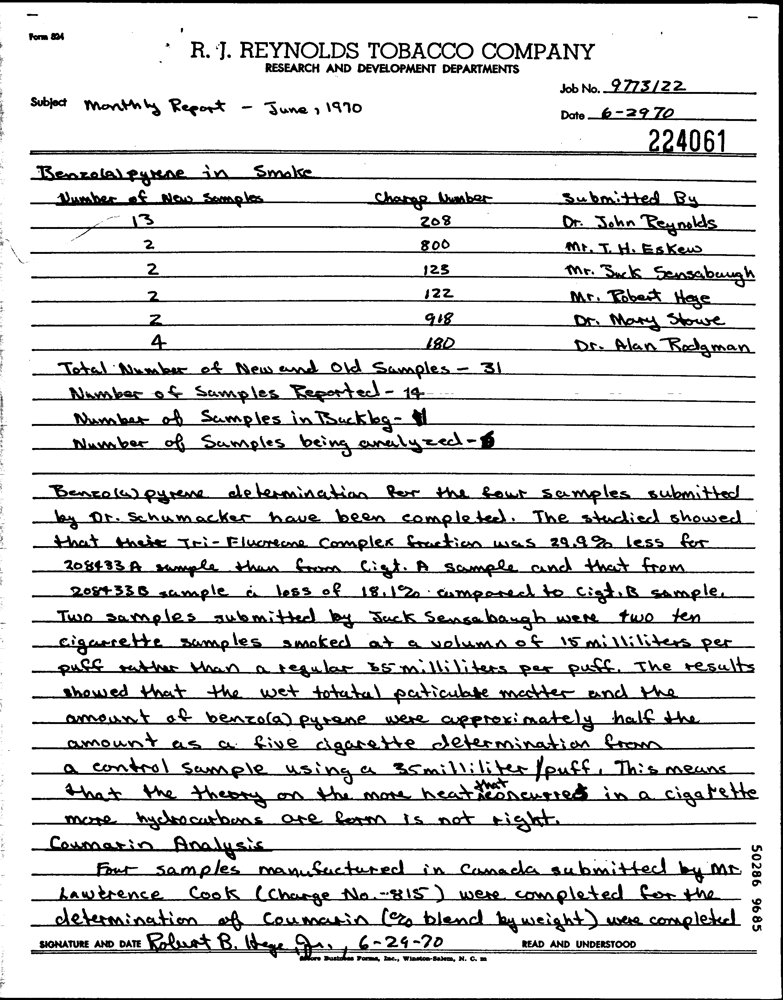 Form 824
R. J. REYNOLDS TOBACCO COMPANY
RESEARCH AND DEVELOPMENT DEPARTMENTS
Job No. 9773122
Subject Monthly Report - June, 1970
Date 6-29 70
224061
Benzo(a)pyrene in Smoke
Number of New Samples Charge Number Submitted By
13 208 Dr. John Reynolds
2 800 Mr. T. H. Eskew
2 123 Mr. Jack Sensabaugh
2 122 Mr. Robert Hege
2 918 Dr. Mary Stowe
4 180 Dr. Alan Rodgman
Total Number of New and Old Samples - 31
Number of Samples Reported - 14
Number of Samples in Backlog -
Number of Samples being analyzed -
Benzo(a)pyrene determination for the four samples submitted
by Dr. Schumacker have been completed. The studied showed
that their Tri-Fluoreone Complex fraction was 29.9% less for
208433A sample than from Cigt. A sample and that from
208433B sample a loss of 18.1% compared to Cigt. B sample.
Two samples submitted by Jack Sensabaugh were two ten
cigarrette samples smoked at a volumn of 15 milliliters per
puff rather than a regular 35 milliliters per puff. The results
showed that the wet totatal paticulate matter and the
amount of benzo(a)pyrene were approximately half the
amount as a five cigarette determination from
a control sample using a 35 milliliter/puff. This means
that the theory on the more heat that occurred in a cigarette
more hydrocarbons are form is not right.
Coumarin Analysis
Four samples manufactured in Canada submitted by Mr.
Lawerence Cook (Charge No. - 815) were completed for the
determination of Coumarin (% blend by weight) were completed
SIGNATURE AND DATE Robert B. Hege Jr., 6-29-70 READ AND UNDERSTOOD
Moore Business Forms, Inc., Winston-Salem, N. C. m
50286 9685